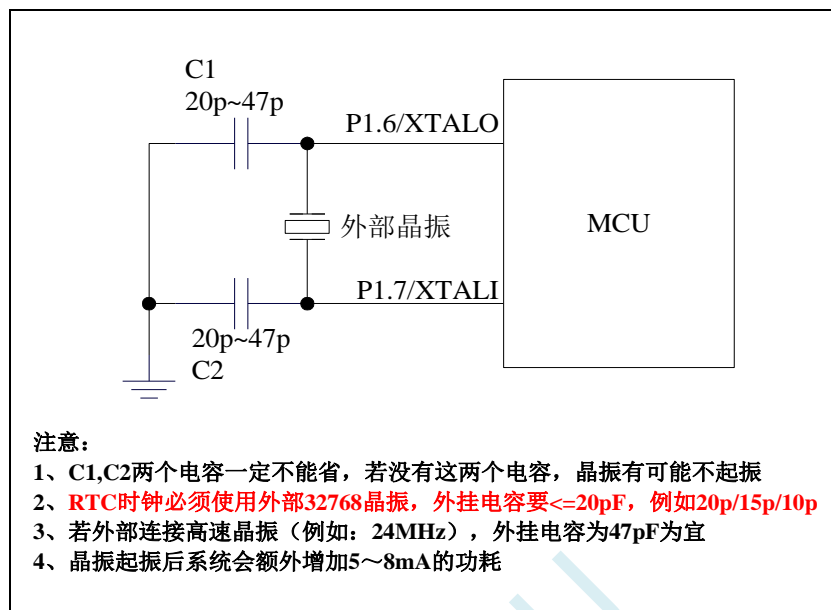 C1
20p~47p
P1.6/XTALO
外部晶振
MCU
P1.7/XTALI
20p~47p
C2
注意：
1、C1,C2两个电容一定不能省，若没有这两个电容，晶振有可能不起振
2、RTC时钟必须使用外部32768晶振，外挂电容要<=20pF，例如20p/15p/10p
3、若外部连接高速晶振（例如：24MHz），外挂电容为47pF为宜
4、晶振起振后系统会额外增加5～8mA的功耗